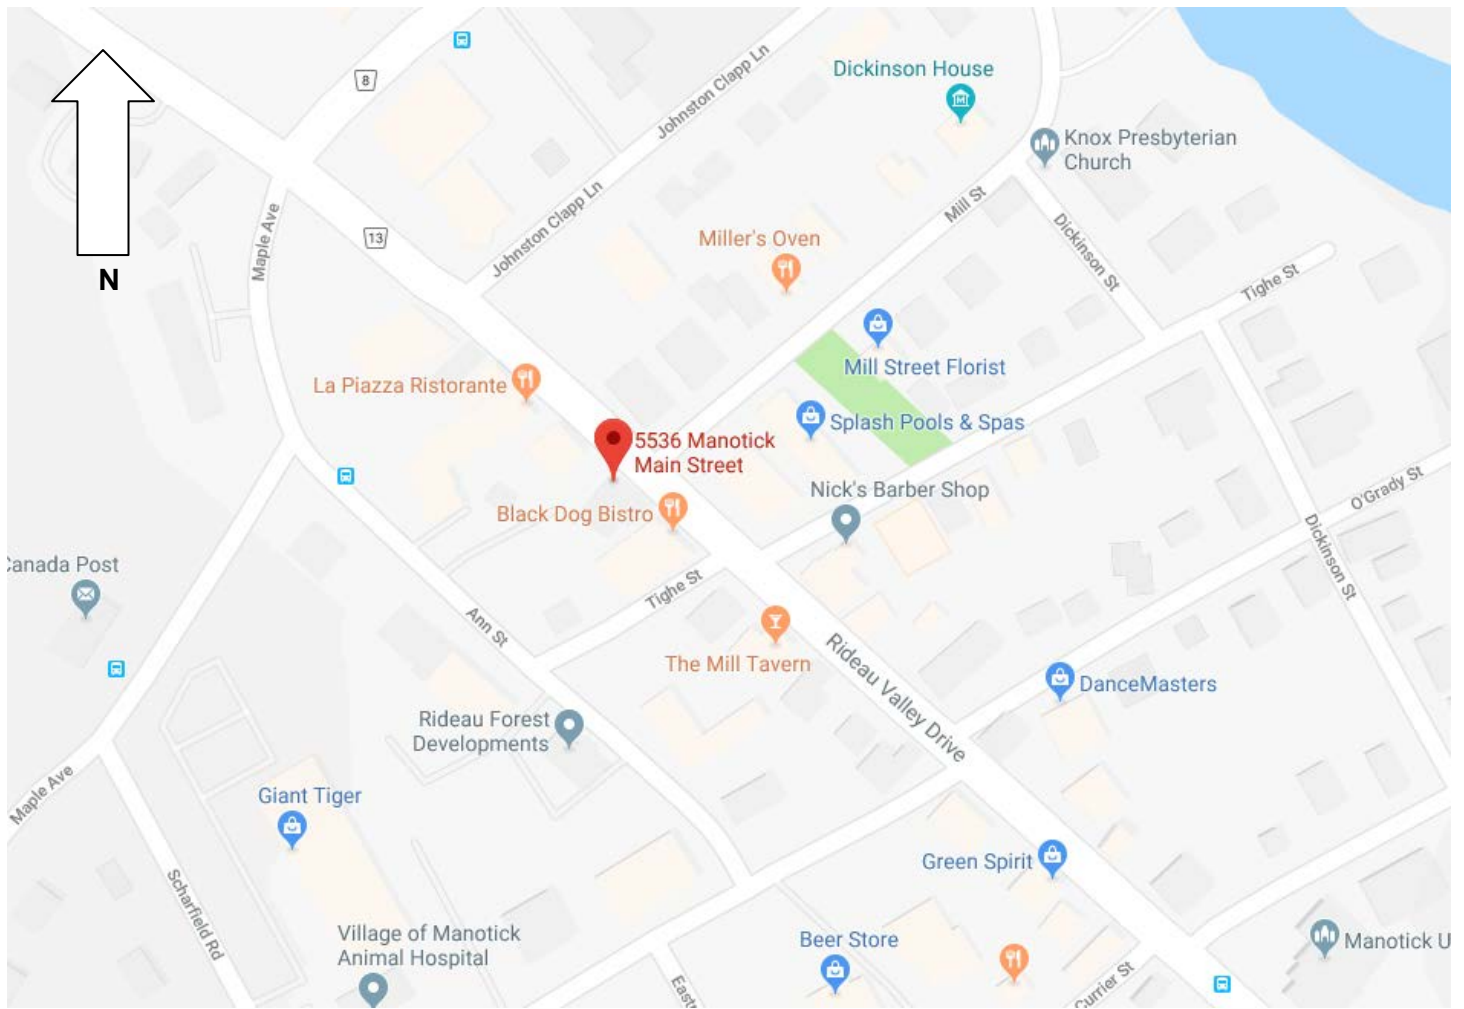 8
Johnston Clapp Ln
Dickinson House
Knox Presbyterian
Church
Maple Ave
13
Johnston Clapp Ln
Mill St
Miller's Oven
Dickinson St
Tighe St
N
Mill Street Florist
La Piazza Ristorante
Splash Pools & Spas
5536 Manotick
Main Street
Nick's Barber Shop
O'Grady St
Black Dog Bistro
Dickinson St
Canada Post
Tighe St
Ann St
The Mill Tavern
Rideau Valley Drive
DanceMasters
Rideau Forest
Developments
Maple Ave
Giant Tiger
Green Spirit
Scharfield Rd
Village of Manotick
Animal Hospital
Beer Store
Manotick U
Currier St